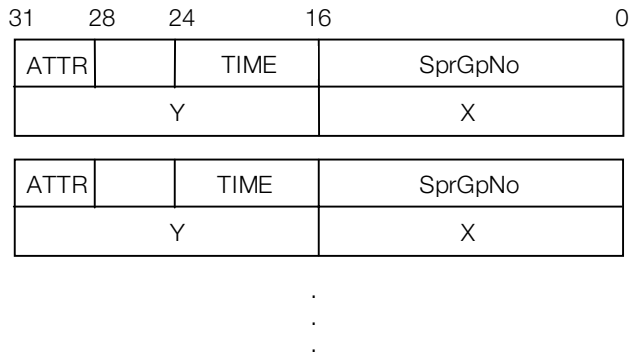 31 28 24 16 0
ATTR TIME SprGpNo
Y X
ATTR TIME SprGpNo
Y X
.
.
.